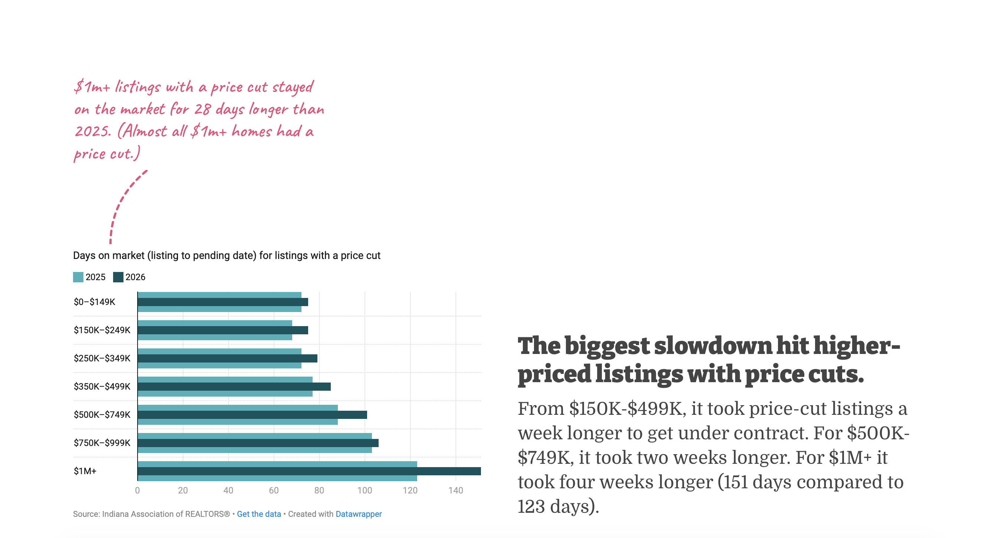 $1m+ listings with a price cut stayed
on the market for 28 days longer than
2025. (Almost all $1m+ homes had a
price cut.)
Days on market (listing to pending date) for listings with a price cut
2025 2026
$0–$149K
$150K–$249K
$250K–$349K
$350K–$499K
$500K–$749K
$750K–$999K
$1M+
0 20 40 60 80 100 120 140
Source: Indiana Association of REALTORS® • Get the data • Created with Datawrapper
The biggest slowdown hit higher-
priced listings with price cuts.
From $150K-$499K, it took price-cut listings a
week longer to get under contract. For $500K-
$749K, it took two weeks longer. For $1M+ it
took four weeks longer (151 days compared to
123 days).